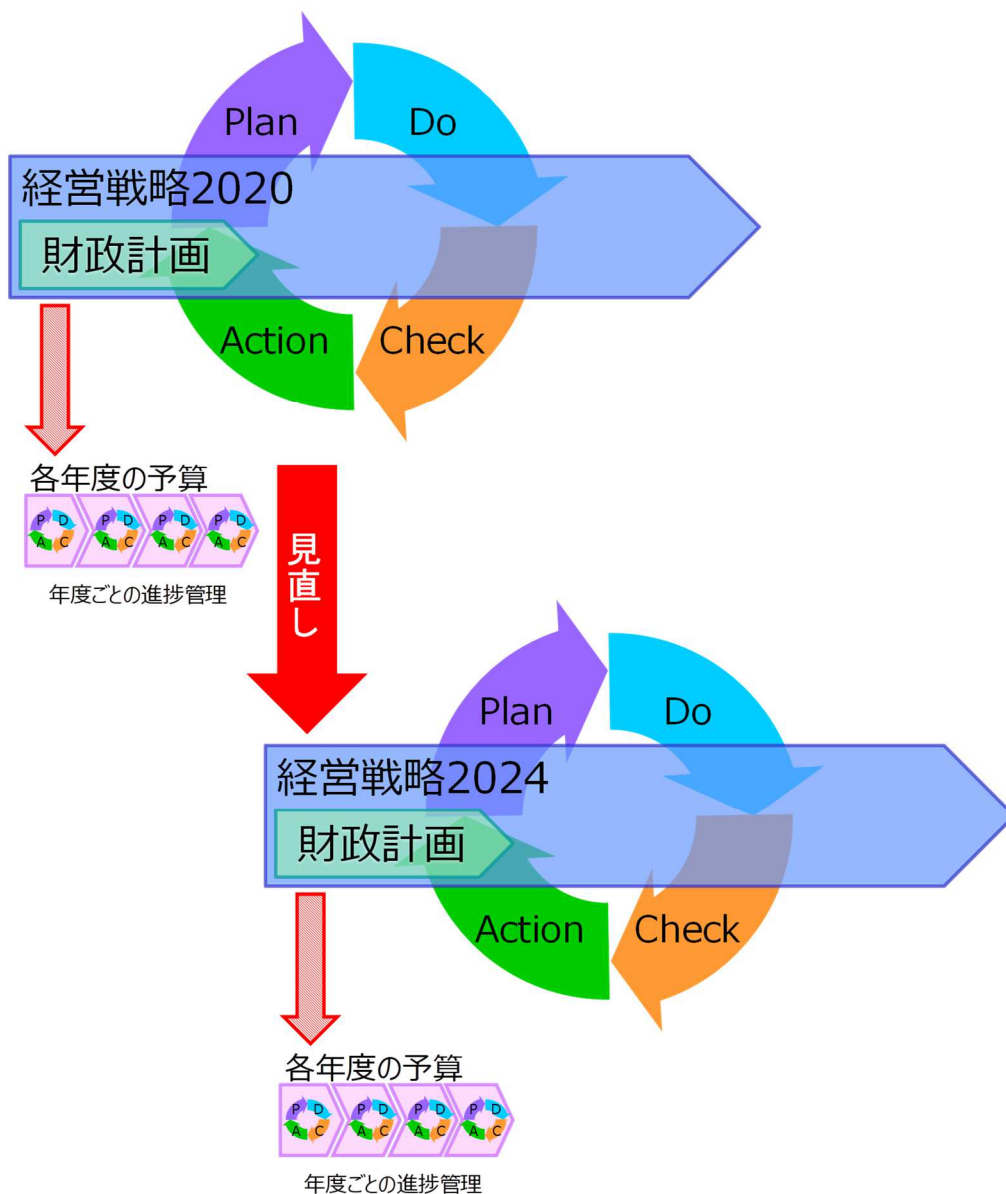 Plan
Do
経営戦略2020
財政計画
Action
Check
各年度の予算
P D P D P D P D
A C A C A C A C
年度ごとの進捗管理
見直し
Plan
Do
経営戦略2024
財政計画
Action
Check
各年度の予算
P D P D P D P D
A C A C A C A C
年度ごとの進捗管理